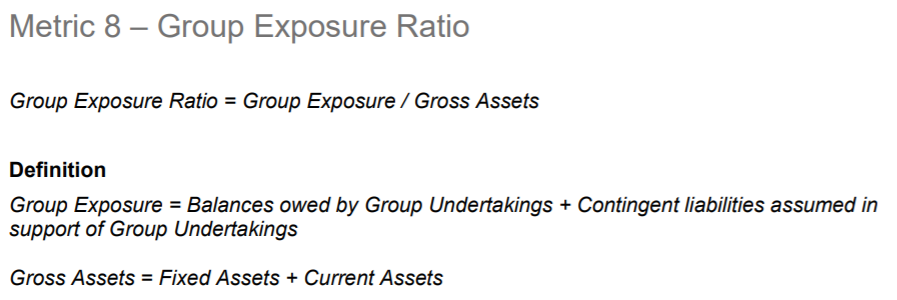 Metric 8 – Group Exposure Ratio
Group Exposure Ratio = Group Exposure / Gross Assets
Definition
Group Exposure = Balances owed by Group Undertakings + Contingent liabilities assumed in
support of Group Undertakings
Gross Assets = Fixed Assets + Current Assets